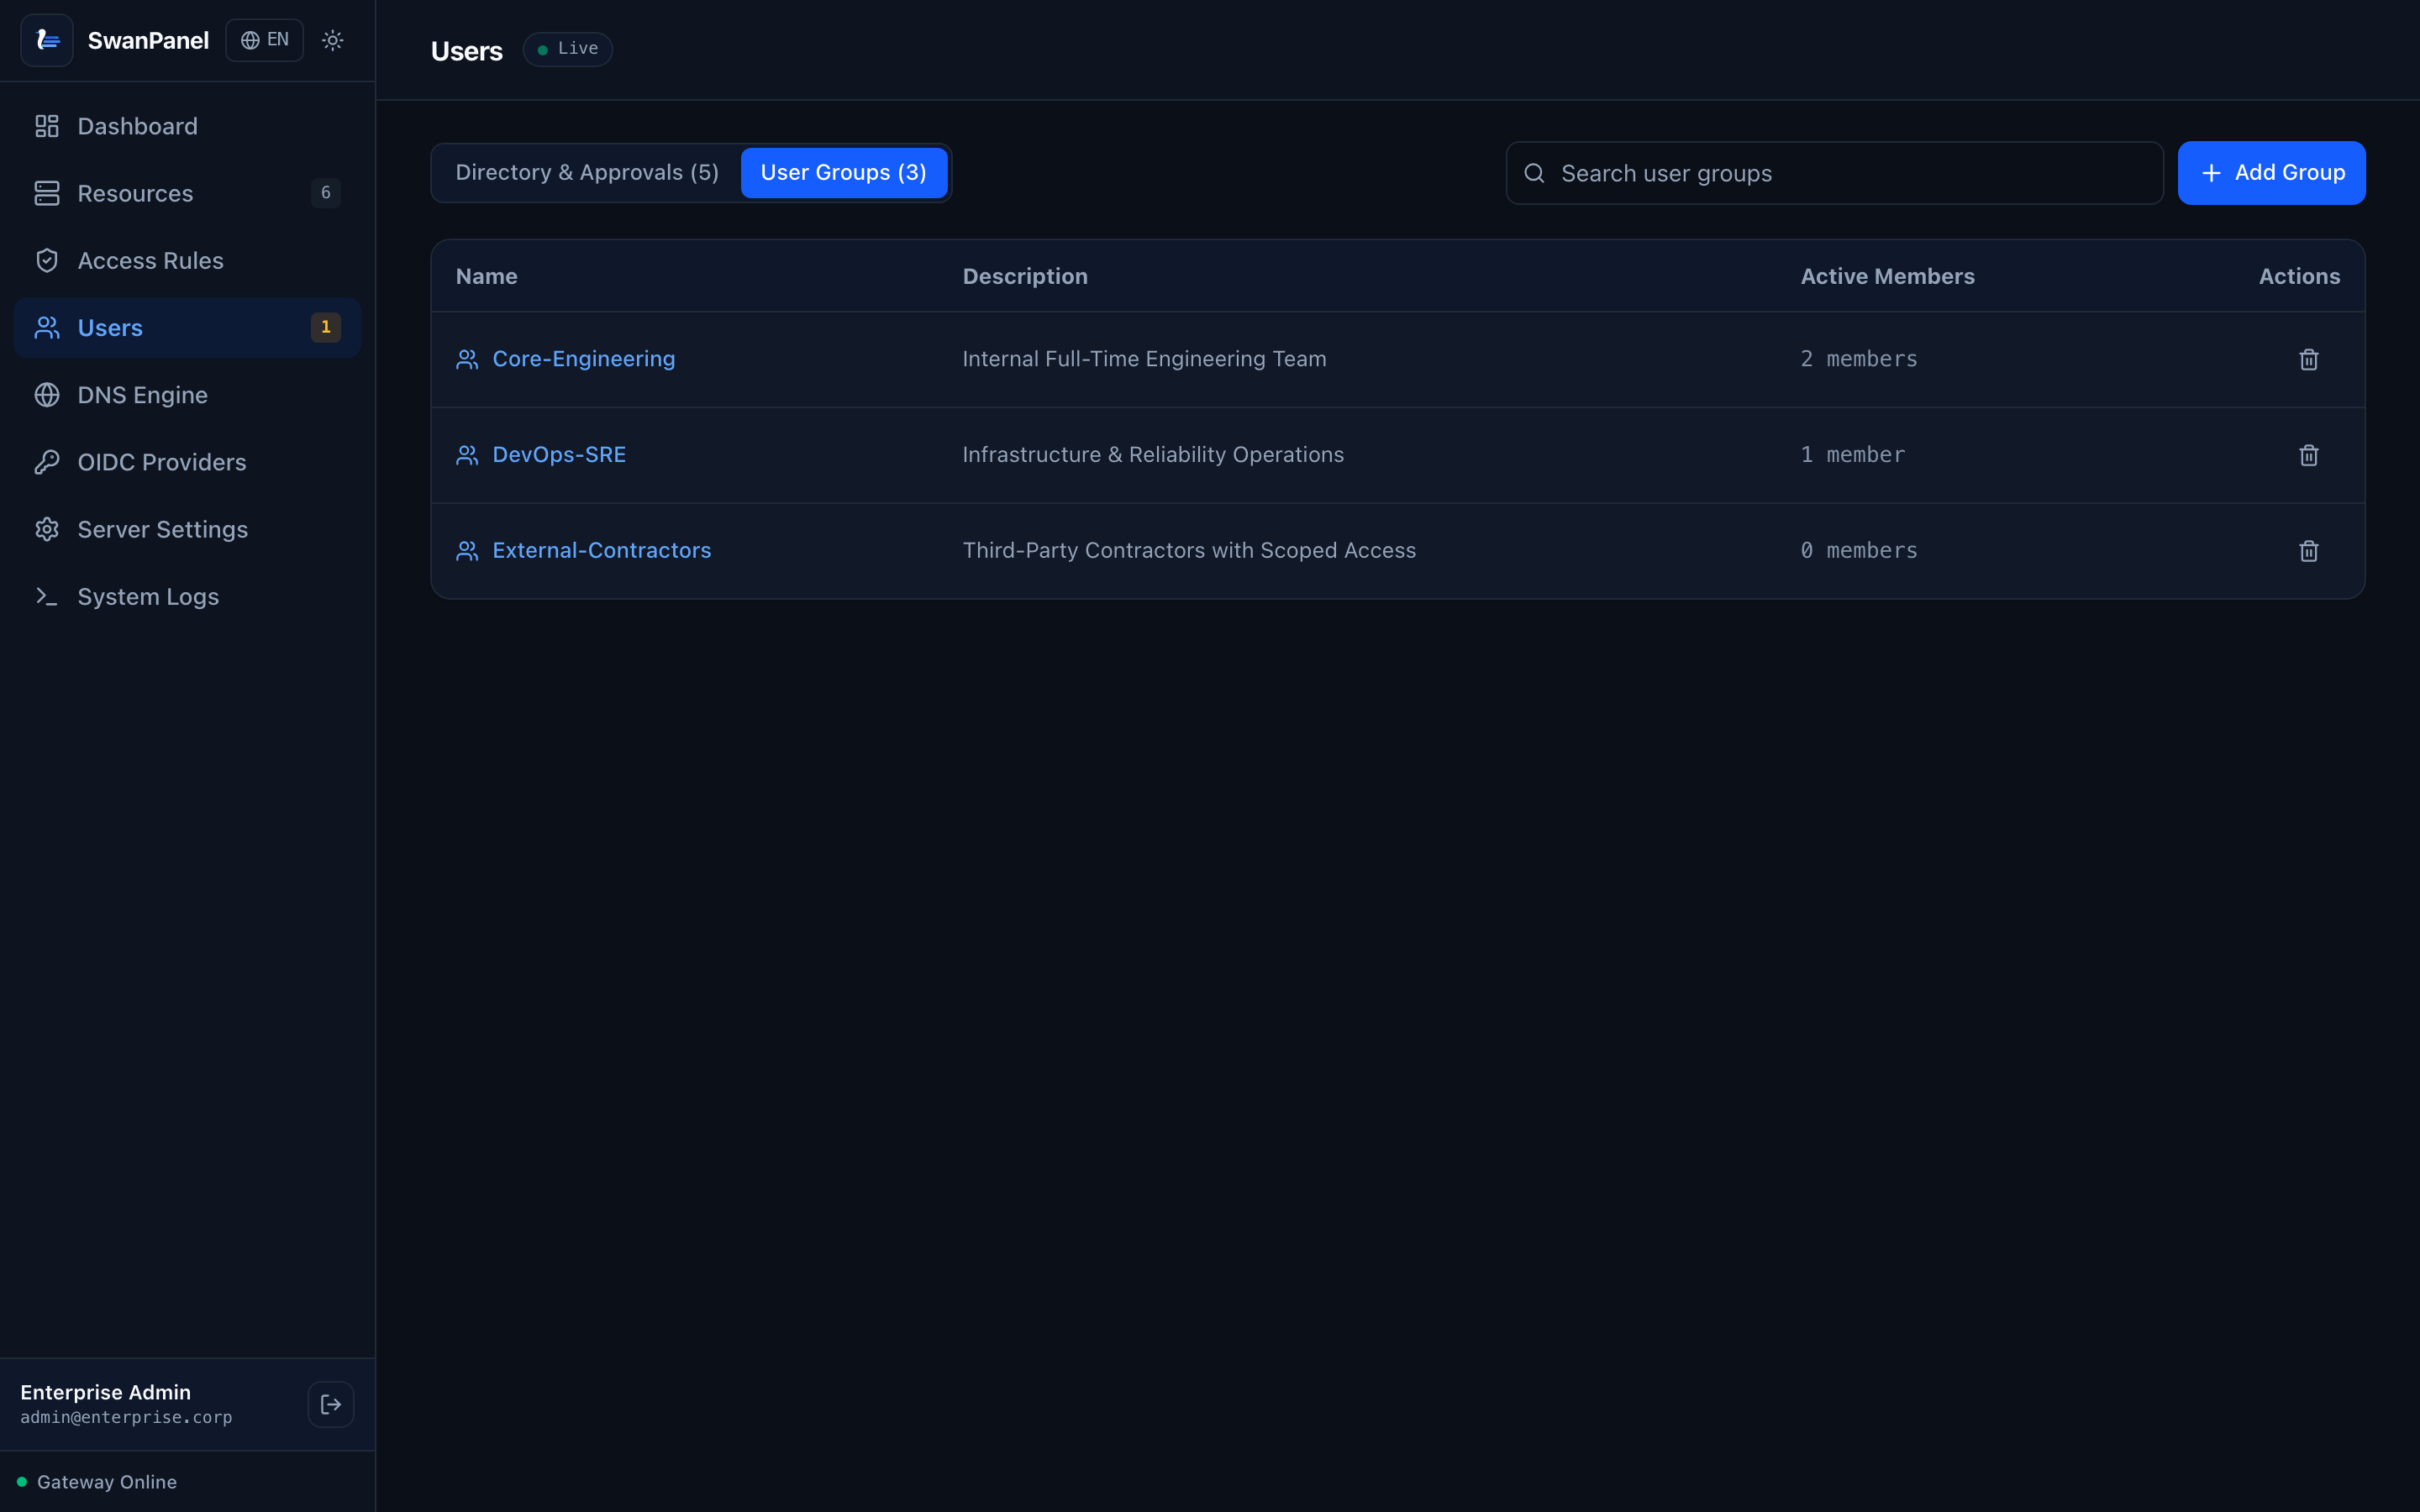 SwanPanel
EN
Dashboard
Resources
6
Access Rules
Users
1
DNS Engine
OIDC Providers
Server Settings
System Logs
Enterprise Admin
admin@enterprise.corp
Gateway Online
Users
Live
Directory & Approvals (5)
User Groups (3)
Search user groups
Add Group
Name Description Active Members Actions
Core-Engineering Internal Full-Time Engineering Team 2 members
DevOps-SRE Infrastructure & Reliability Operations 1 member
External-Contractors Third-Party Contractors with Scoped Access 0 members